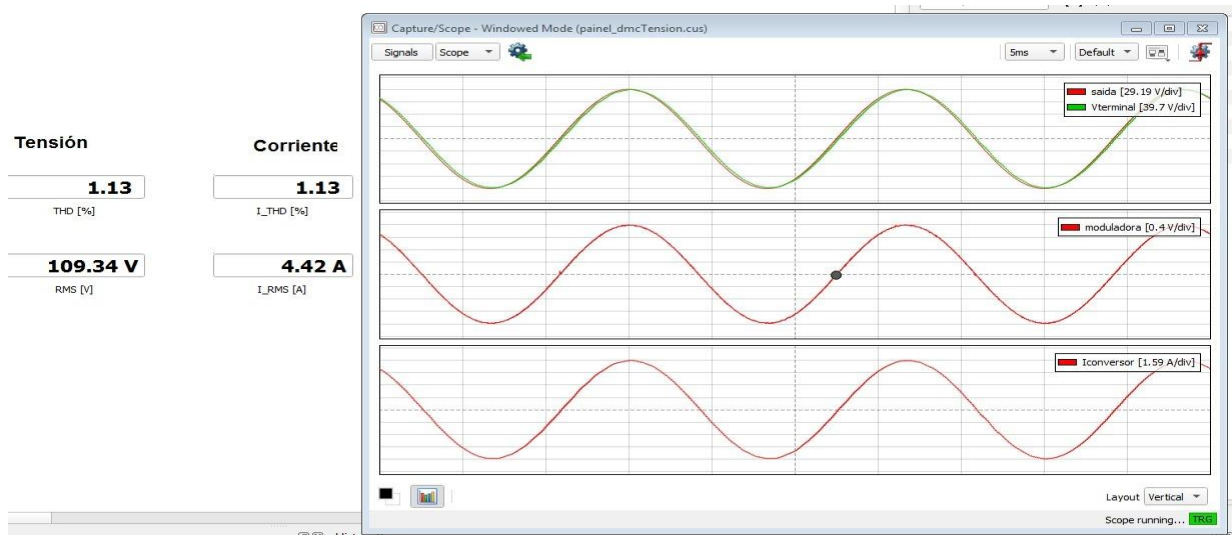 Capture/Scope - Windowed Mode (painel_dmcTension.cus)
Signals
Scope
5ms
Default
saida [29.19 V/div]
Vterminal [39.7 V/div]
Tensión
Corriente
1.13
1.13
THD [%]
I_THD [%]
moduladora [0.4 V/div]
109.34 V
4.42 A
RMS [V]
I_RMS [A]
Iconversor [1.59 A/div]
Layout Vertical
Scope running... TRG